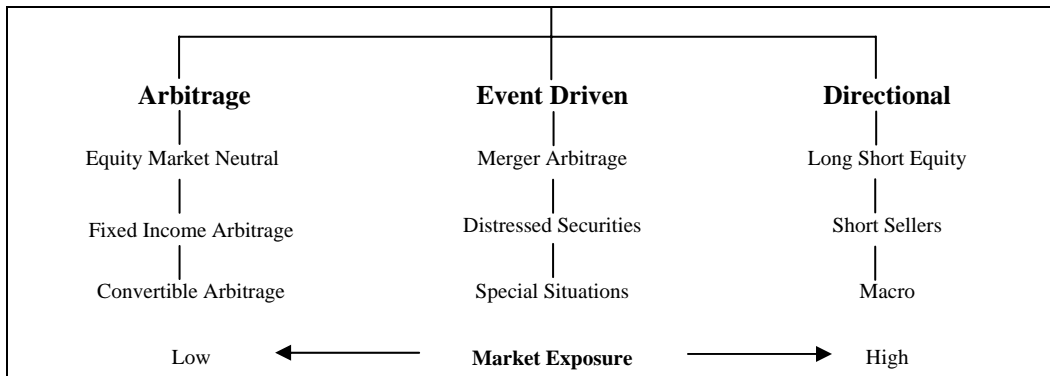 Arbitrage Event Driven Directional
Equity Market Neutral Merger Arbitrage Long Short Equity
Fixed Income Arbitrage Distressed Securities Short Sellers
Convertible Arbitrage Special Situations Macro
Low Market Exposure High